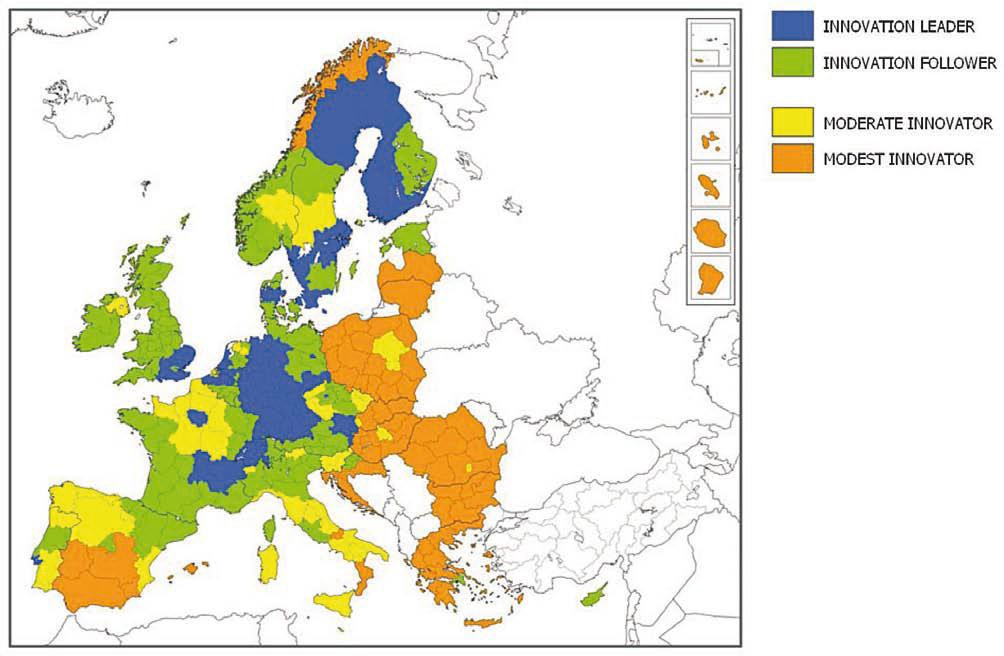 INNOVATION LEADER
INNOVATION FOLLOWER
MODERATE INNOVATOR
MODEST INNOVATOR